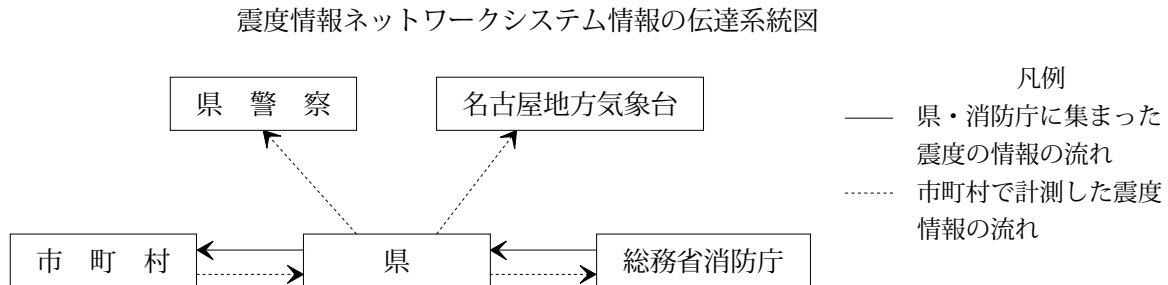 震度情報ネットワークシステム情報の伝達系統図
県　警　察
名古屋地方気象台
凡例
県・消防庁に集まった
震度の情報の流れ
市町村で計測した震度
情報の流れ
市　町　村
県
総務省消防庁